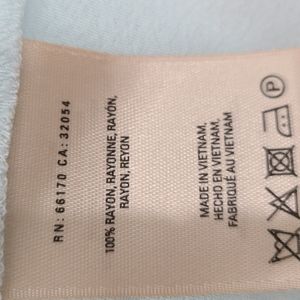 RN: 66170 CA: 32054
100% RAYON, RAYONNE, RAYÓN,
RAYON, REYON
MADE IN VIETNAM,
HECHO EN VIETNAM,
FABRIQUÉ AU VIETNAM
P